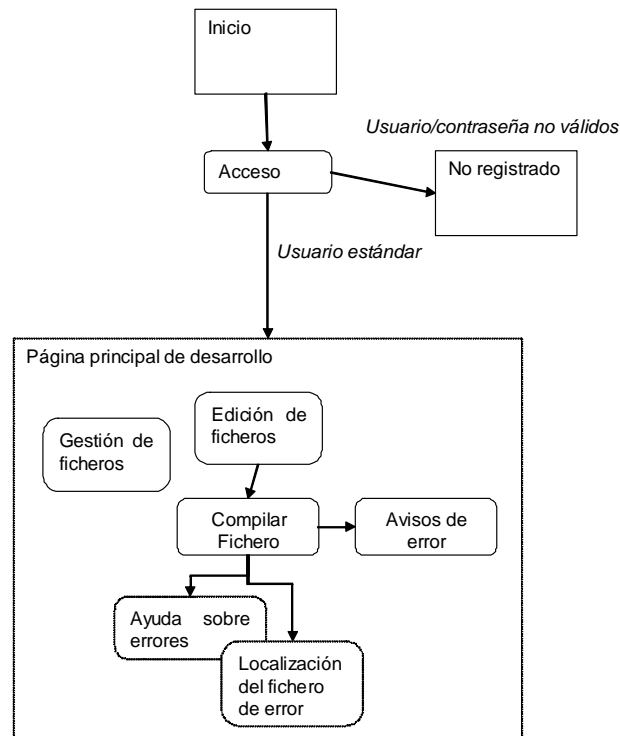 Inicio
Usuario/contraseña no válidos
Acceso
No registrado
Usuario estándar
Página principal de desarrollo
Edición de
ficheros
Gestión de
ficheros
Compilar
Fichero
Avisos de
error
Ayuda sobre
errores
Localización
del fichero
de error